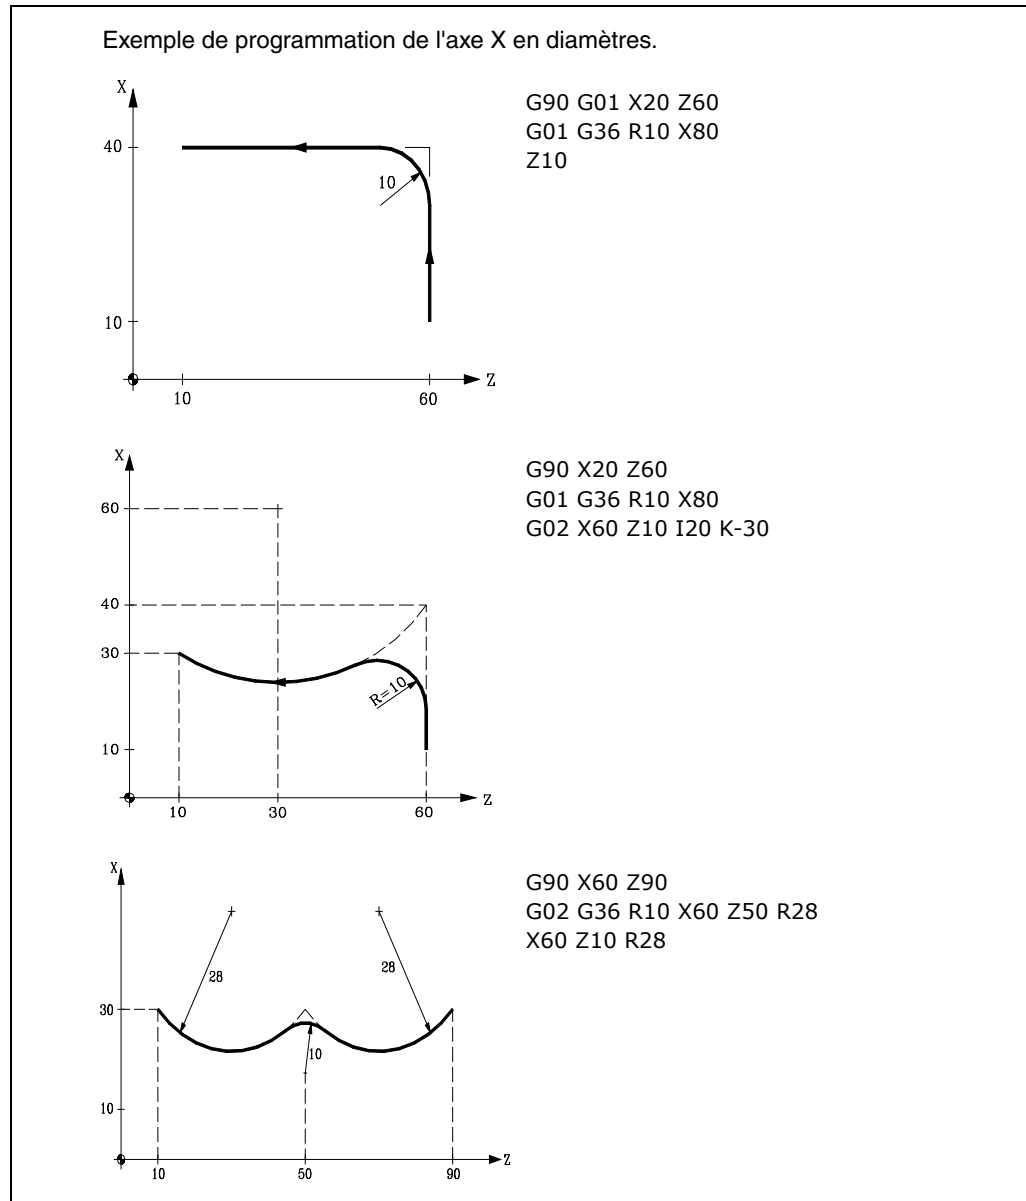 Exemple de programmation de l'axe X en diamètres.
X
40
10
10
10
60
Z
G90 G01 X20 Z60
G01 G36 R10 X80
Z10
X
60
40
30
10
R=10
10
30
60
Z
G90 X20 Z60
G01 G36 R10 X80
G02 X60 Z10 I20 K-30
X
30
10
28
28
10
10
50
90
Z
G90 X60 Z90
G02 G36 R10 X60 Z50 R28
X60 Z10 R28